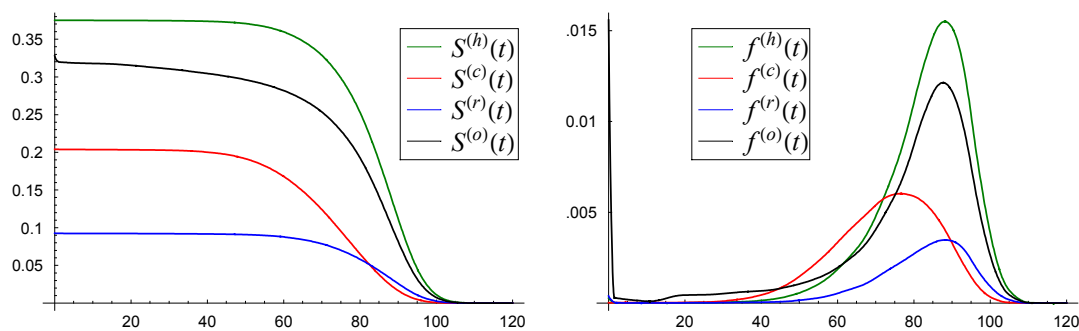 0.35
0.3
0.25
0.2
0.15
0.1
0.05
20 40 60 80 100 120
S^(h)(t)
S^(c)(t)
S^(r)(t)
S^(o)(t)
.015
0.01
.005
20 40 60 80 100 120
f^(h)(t)
f^(c)(t)
f^(r)(t)
f^(o)(t)